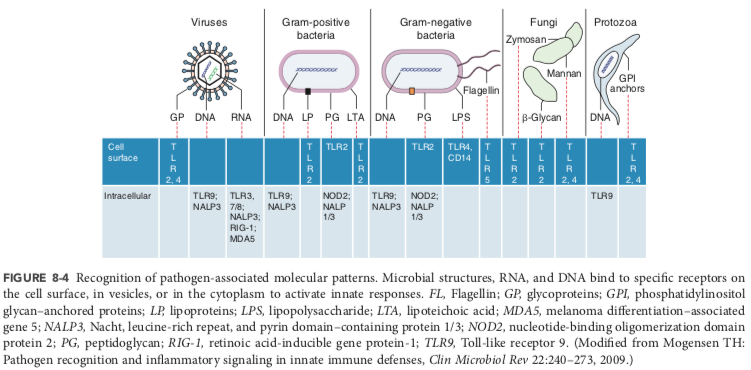 Viruses
Gram-positive
bacteria
Gram-negative
bacteria
Fungi
Protozoa
Zymosan
Mannan
Flagellin
β-Glycan
GPI
anchors
GP DNA RNA DNA LP PG LTA DNA PG LPS DNA
Cell
surface
TLR
2, 4
TLR
2
TLR2
TLR
2
TLR2
TLR4,
CD14
TLR
5
TLR
2
TLR
2
TLR
2, 4
TLR
2, 4
Intracellular
TLR9;
NALP3
TLR3,
7/8;
NALP3;
RIG-1;
MDA5
TLR9;
NALP3
NOD2;
NALP
1/3
TLR9;
NALP3
NOD2;
NALP
1/3
TLR9
FIGURE 8-4 Recognition of pathogen-associated molecular patterns. Microbial structures, RNA, and DNA bind to specific receptors on
the cell surface, in vesicles, or in the cytoplasm to activate innate responses. FL, Flagellin; GP, glycoproteins; GPI, phosphatidylinositol
glycan–anchored proteins; LP, lipoproteins; LPS, lipopolysaccharide; LTA, lipoteichoic acid; MDA5, melanoma differentiation–associated
gene 5; NALP3, Nacht, leucine-rich repeat, and pyrin domain–containing protein 1/3; NOD2, nucleotide-binding oligomerization domain
protein 2; PG, peptidoglycan; RIG-1, retinoic acid-inducible gene protein-1; TLR9, Toll-like receptor 9. (Modified from Mogensen TH:
Pathogen recognition and inflammatory signaling in innate immune defenses, Clin Microbiol Rev 22:240–273, 2009.)